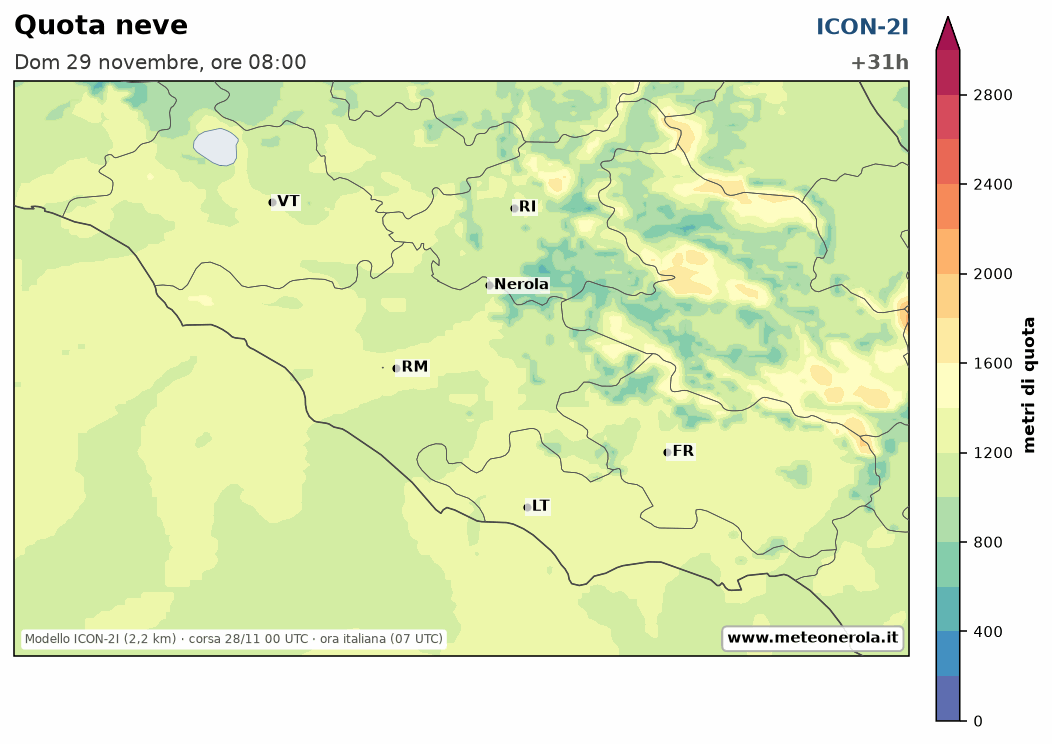 Quota neve
ICON-2I
Dom 29 novembre, ore 08:00
+31h
VT
RI
Nerola
RM
FR
LT
Modello ICON-2I (2,2 km) · corsa 28/11 00 UTC · ora italiana (07 UTC)
www.meteonerola.it
2800
2400
2000
1600
1200
800
400
0
metri di quota